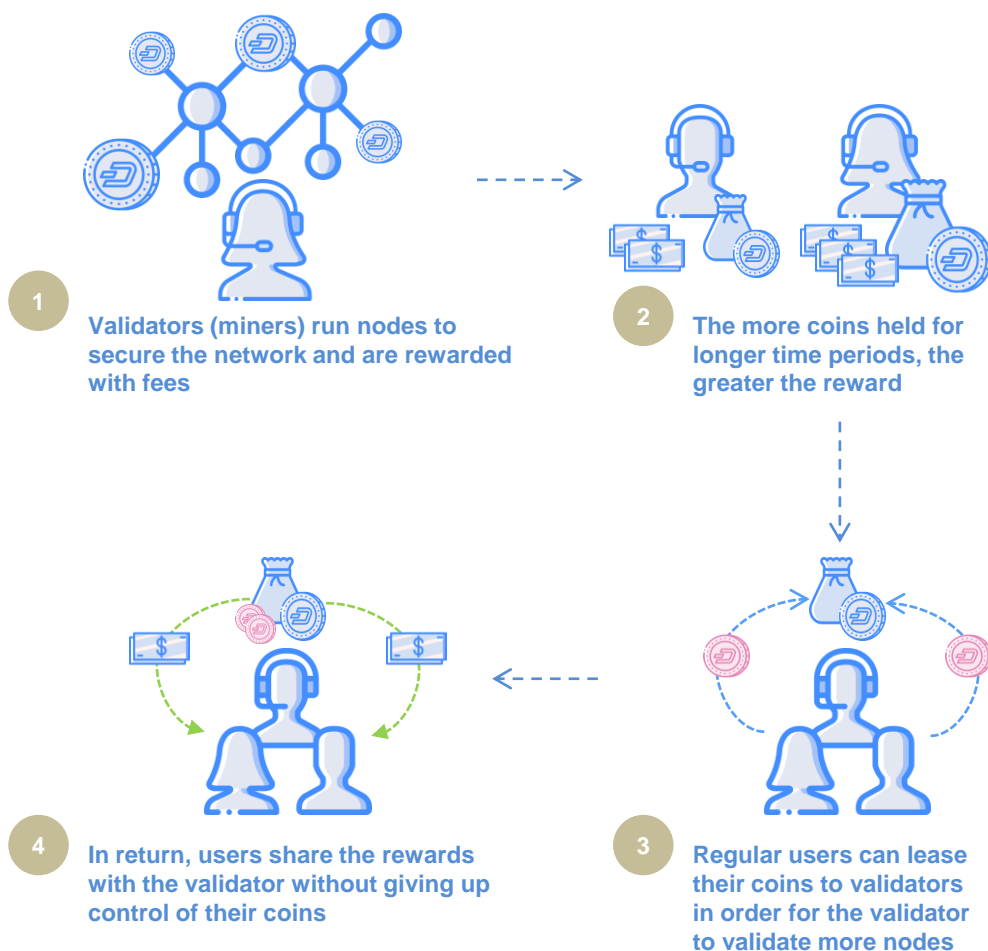 1
Validators (miners) run nodes to
secure the network and are rewarded
with fees
2
The more coins held for
longer time periods, the
greater the reward
$
$
$
$
$
3
Regular users can lease
their coins to validators
in order for the validator
to validate more nodes
$
$
4
In return, users share the rewards
with the validator without giving up
control of their coins